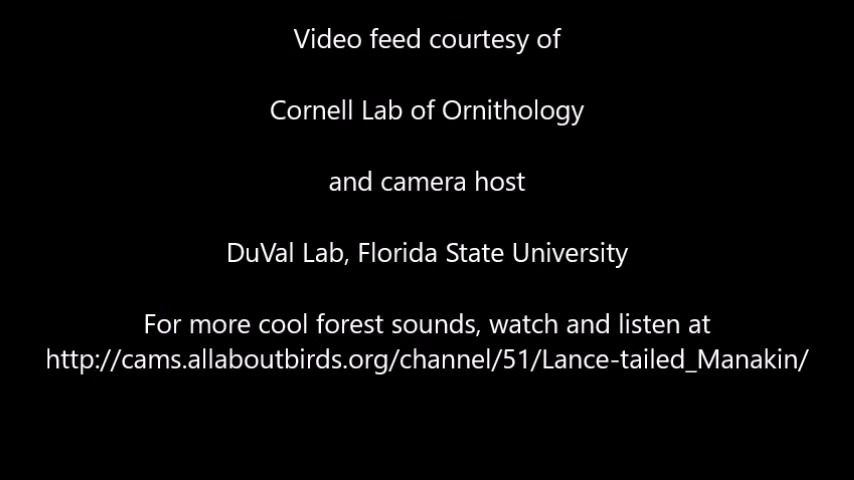 Video feed courtesy of
Cornell Lab of Ornithology
and camera host
DuVal Lab, Florida State University
For more cool forest sounds, watch and listen at
http://cams.allaboutbirds.org/channel/51/Lance-tailed_Manakin/